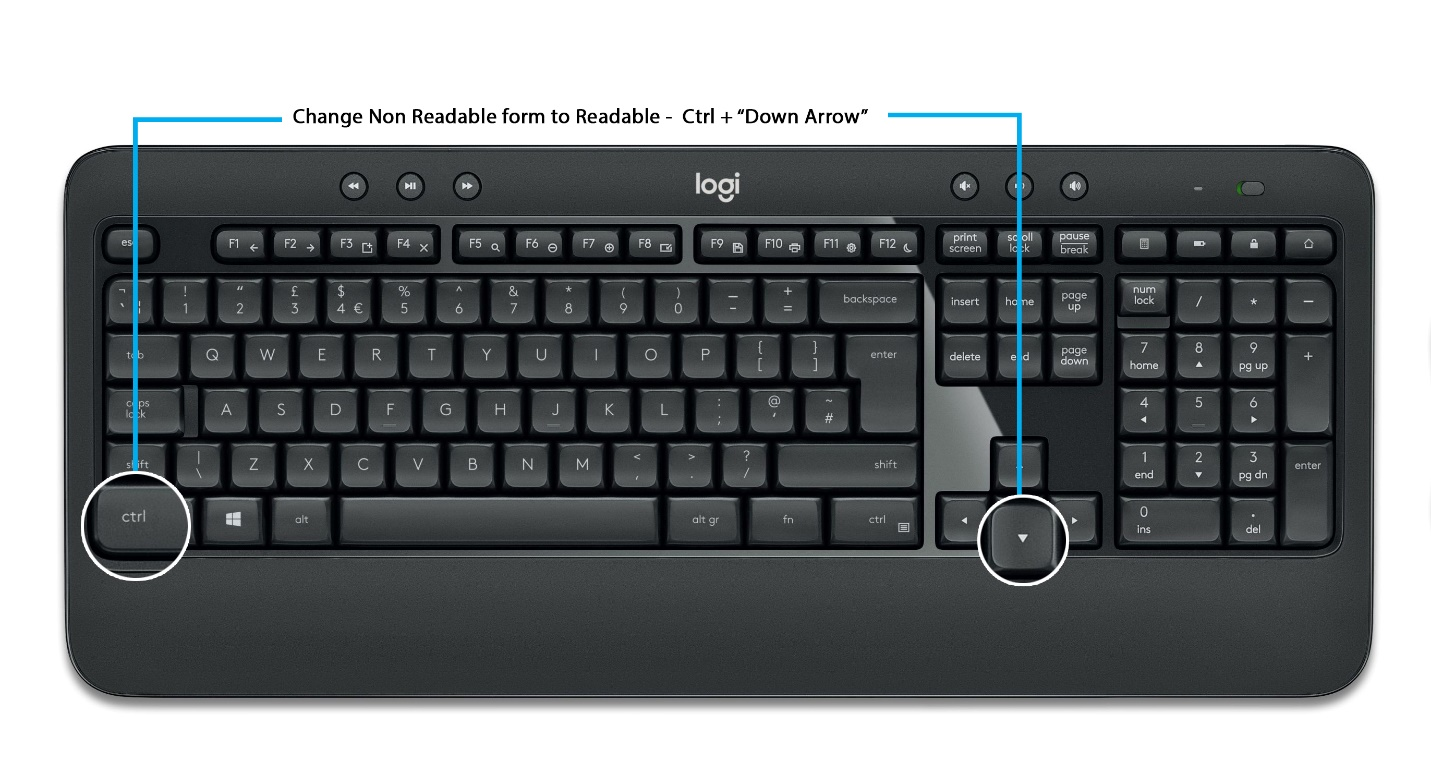 Change Non Readable form to Readable - Ctrl + “Down Arrow”
logi
esc F1 F2 F3 F4 F5 F6 F7 F8 F9 F10 F11 F12 print screen scroll lock pause break
¬ ` ¦ ! 1 “ 2 £ 3 $ 4 € % 5 ^ 6 & 7 * 8 ( 9 ) 0 _ - + = backspace insert home page up num lock / * −
tab Q W E R T Y U I O P { [ } ] enter delete end page down 7 home 8 9 pg up +
caps lock A S D F G H J K L : ; @ ' ~ # 4 5 6
shift | \ Z X C V B N M < , > . ? / shift 1 end 2 3 pg dn enter
ctrl alt alt gr fn ctrl 0 ins . del